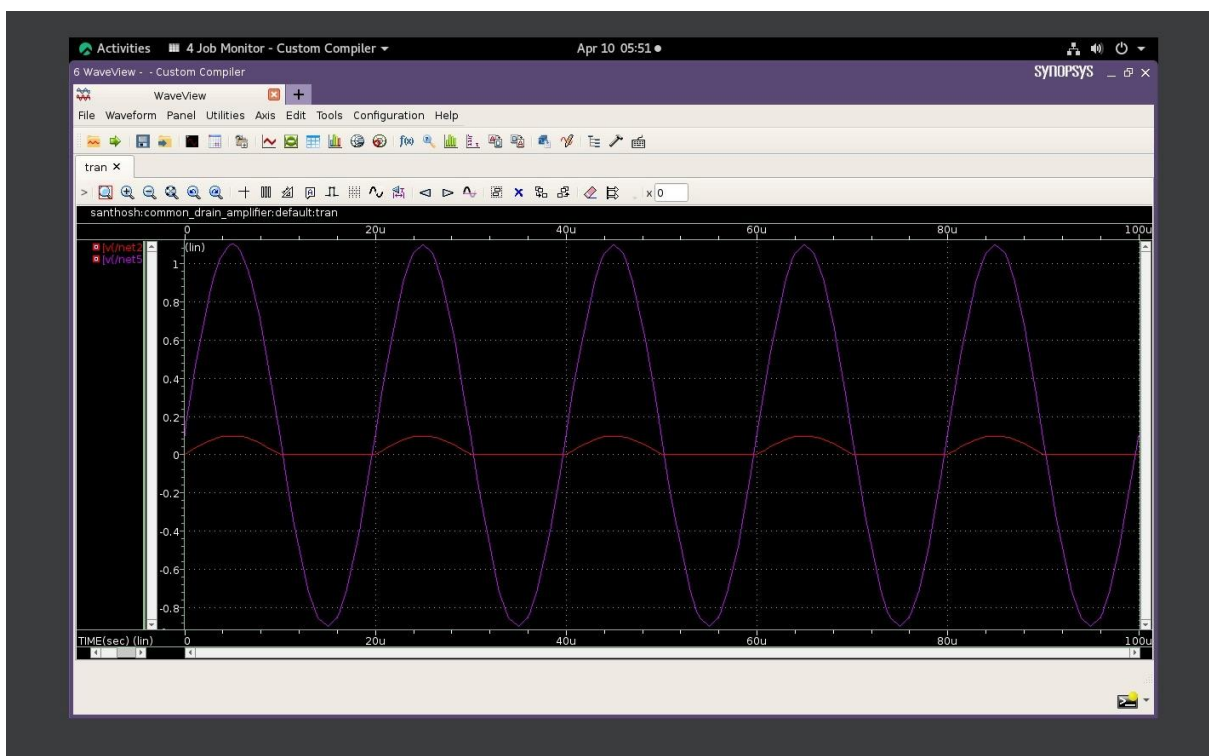 Activities 4 Job Monitor - Custom Compiler Apr 10 05:51
6 WaveView - - Custom Compiler SYNOPSYS
WaveView
File Waveform Panel Utilities Axis Edit Tools Configuration Help
f(x)
tran
> x 0
santhosh:common_drain_amplifier:default:tran
0 20u 40u 60u 80u 100u
[v(/net2 (lin)
[v(/net5
1
0.8
0.6
0.4
0.2
0
-0.2
-0.4
-0.6
-0.8
TIME(sec) (lin) 0 20u 40u 60u 80u 100u